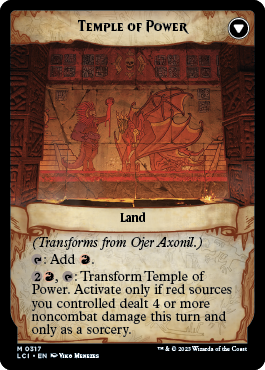 Temple of Power
Land
(Transforms from Ojer Axonil.)
: Add .
2 , : Transform Temple of
Power. Activate only if red sources
you controlled dealt 4 or more
noncombat damage this turn and
only as a sorcery.
M 0317
LCI • EN Viko Menezes
™ & © 2023 Wizards of the Coast